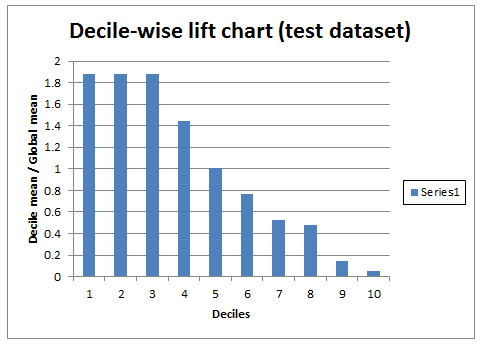 Decile-wise lift chart (test dataset)
Decile mean / Global mean
2
1.8
1.6
1.4
1.2
1
0.8
0.6
0.4
0.2
0
1 2 3 4 5 6 7 8 9 10
Deciles
Series1